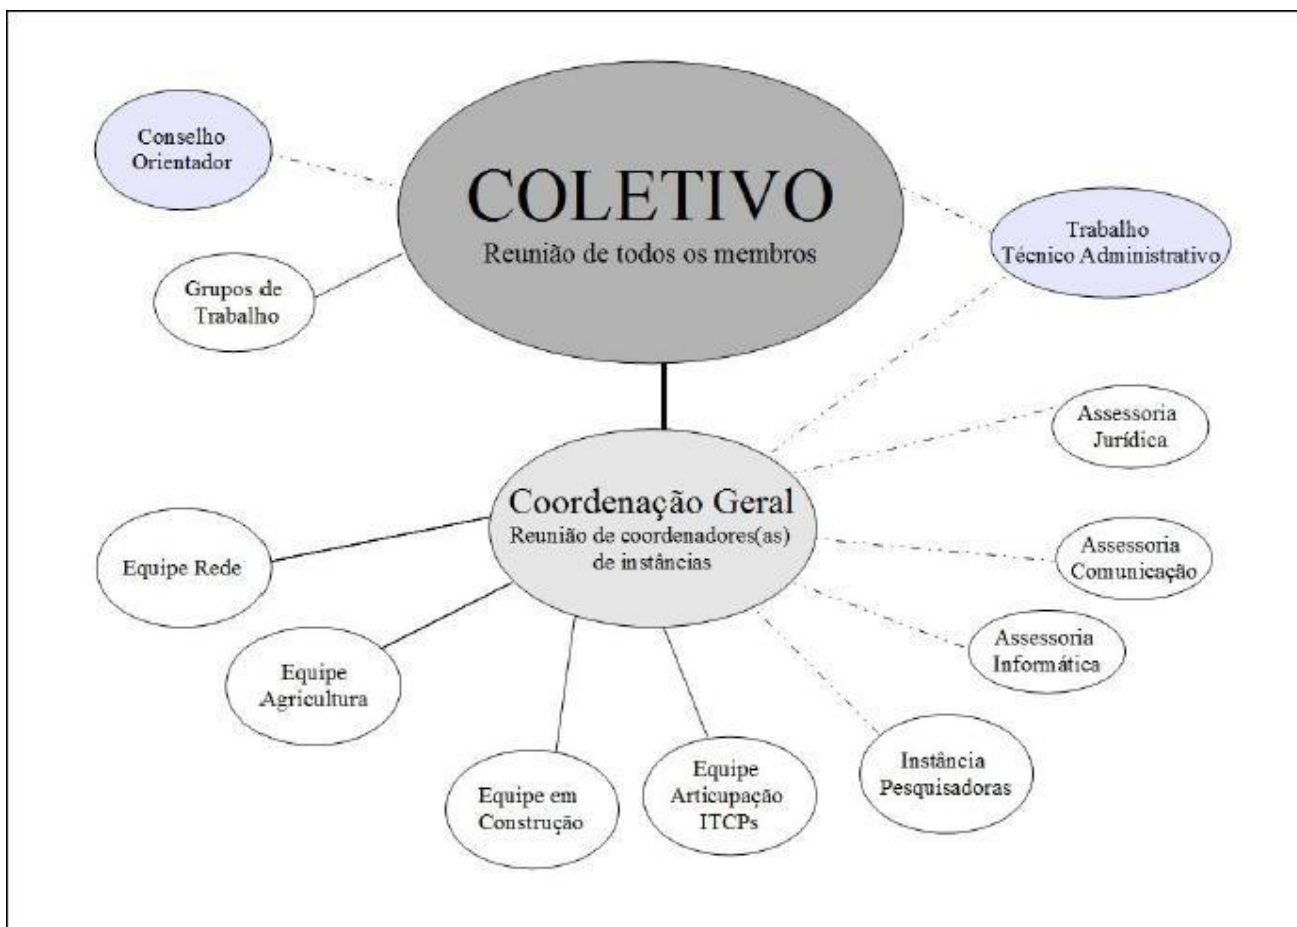 Conselho
Orientador
COLETIVO
Reunião de todos os membros
Trabalho
Técnico Administrativo
Grupos de
Trabalho
Assessoria
Jurídica
Coordenação Geral
Reunião de coordenadores(as)
de instâncias
Equipe Rede
Assessoria
Comunicação
Assessoria
Informática
Equipe
Agricultura
Instância
Pesquisadoras
Equipe em
Construção
Equipe
Articupação
ITCPs